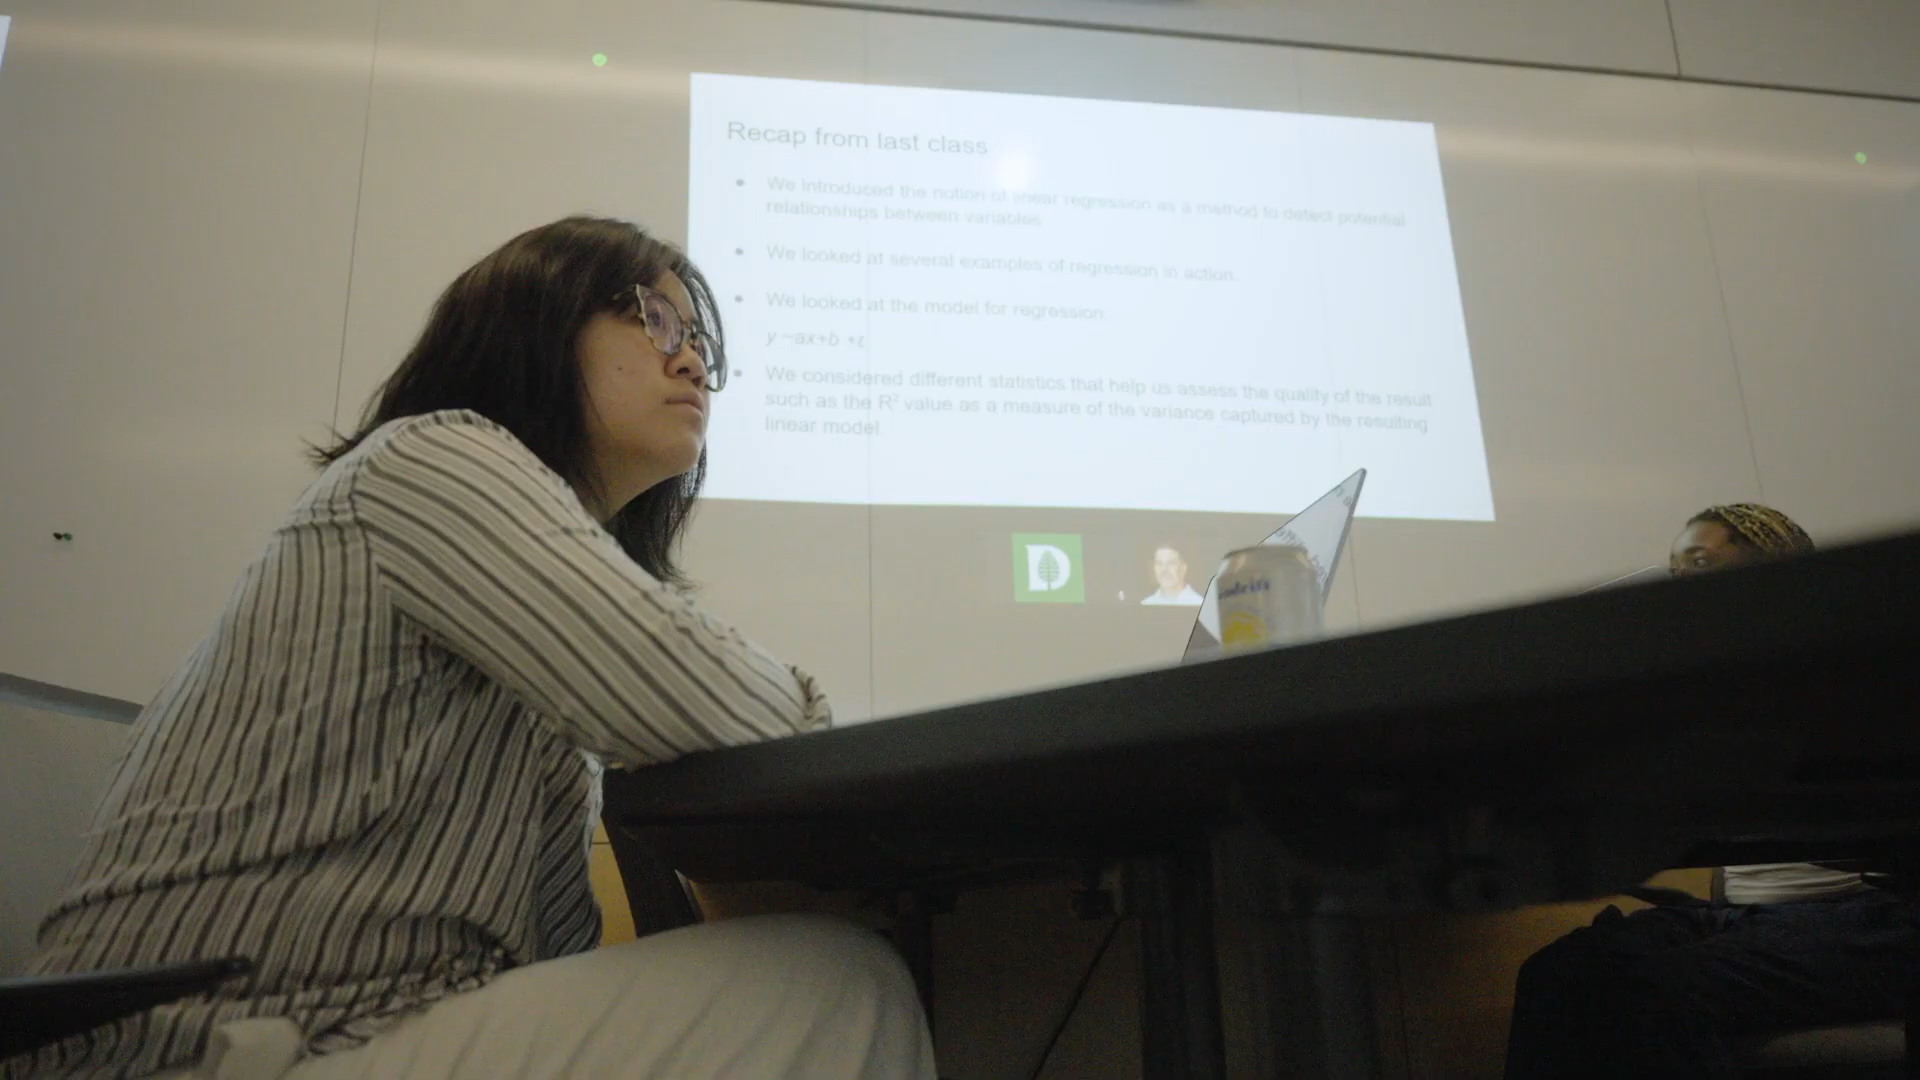 Recap from last class
We introduced the notion of linear regression as a method to detect potential
relationships between variables.
We looked at several examples of regression in action.
We looked at the model for regression:
y ~ax+b +ε
We considered different statistics that help us assess the quality of the result
such as the R² value as a measure of the variance captured by the resulting
linear model.
D